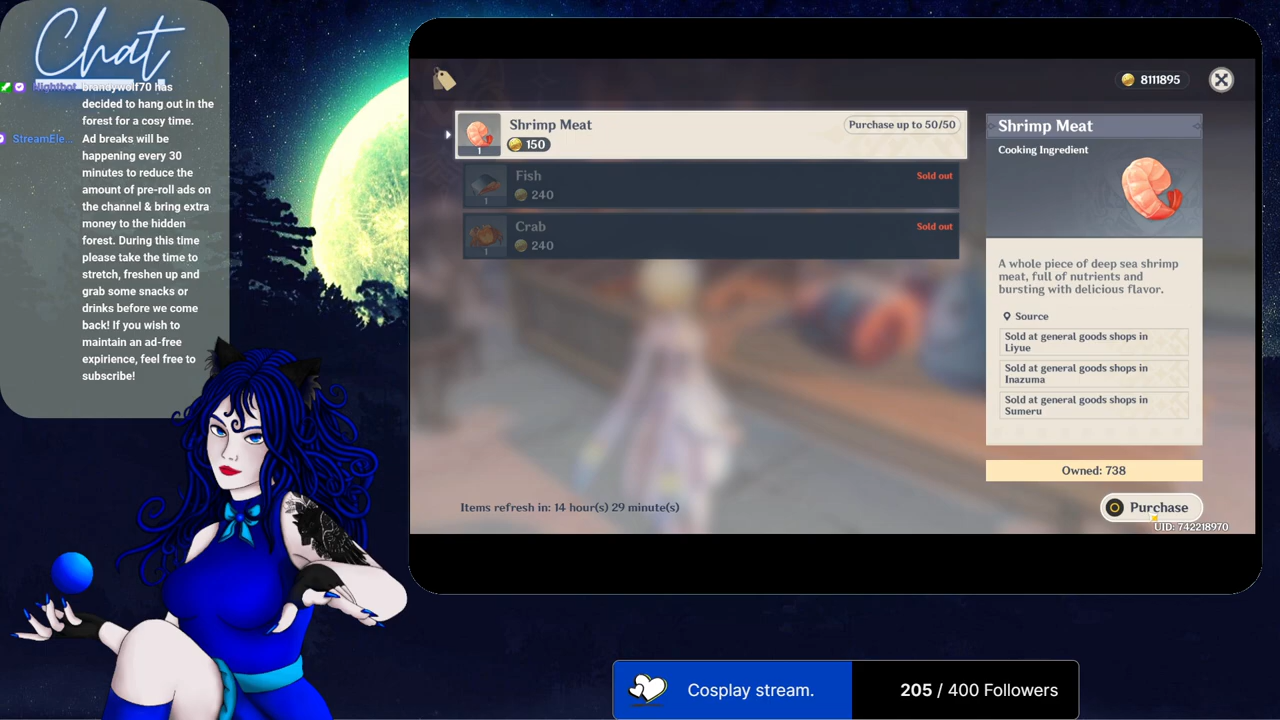 Chat
Nightbot brandywolf70 has
decided to hang out in the
forest for a cosy time.
StreamEle... Ad breaks will be
happening every 30
minutes to reduce the
amount of pre-roll ads on
the channel & bring extra
money to the hidden
forest. During this time
please take the time to
stretch, freshen up and
grab some snacks or
drinks before we come
back! If you wish to
maintain an ad-free
expirience, feel free to
subscribe!
8111895
Shrimp Meat
Purchase up to 50/50
150
1
Fish
Sold out
240
1
Crab
Sold out
240
1
Items refresh in: 14 hour(s) 29 minute(s)
Shrimp Meat
Cooking Ingredient
A whole piece of deep sea shrimp
meat, full of nutrients and
bursting with delicious flavor.
Source
Sold at general goods shops in
Liyue
Sold at general goods shops in
Inazuma
Sold at general goods shops in
Sumeru
Owned: 738
Purchase
UID: 742218970
Cosplay stream.
205 / 400 Followers